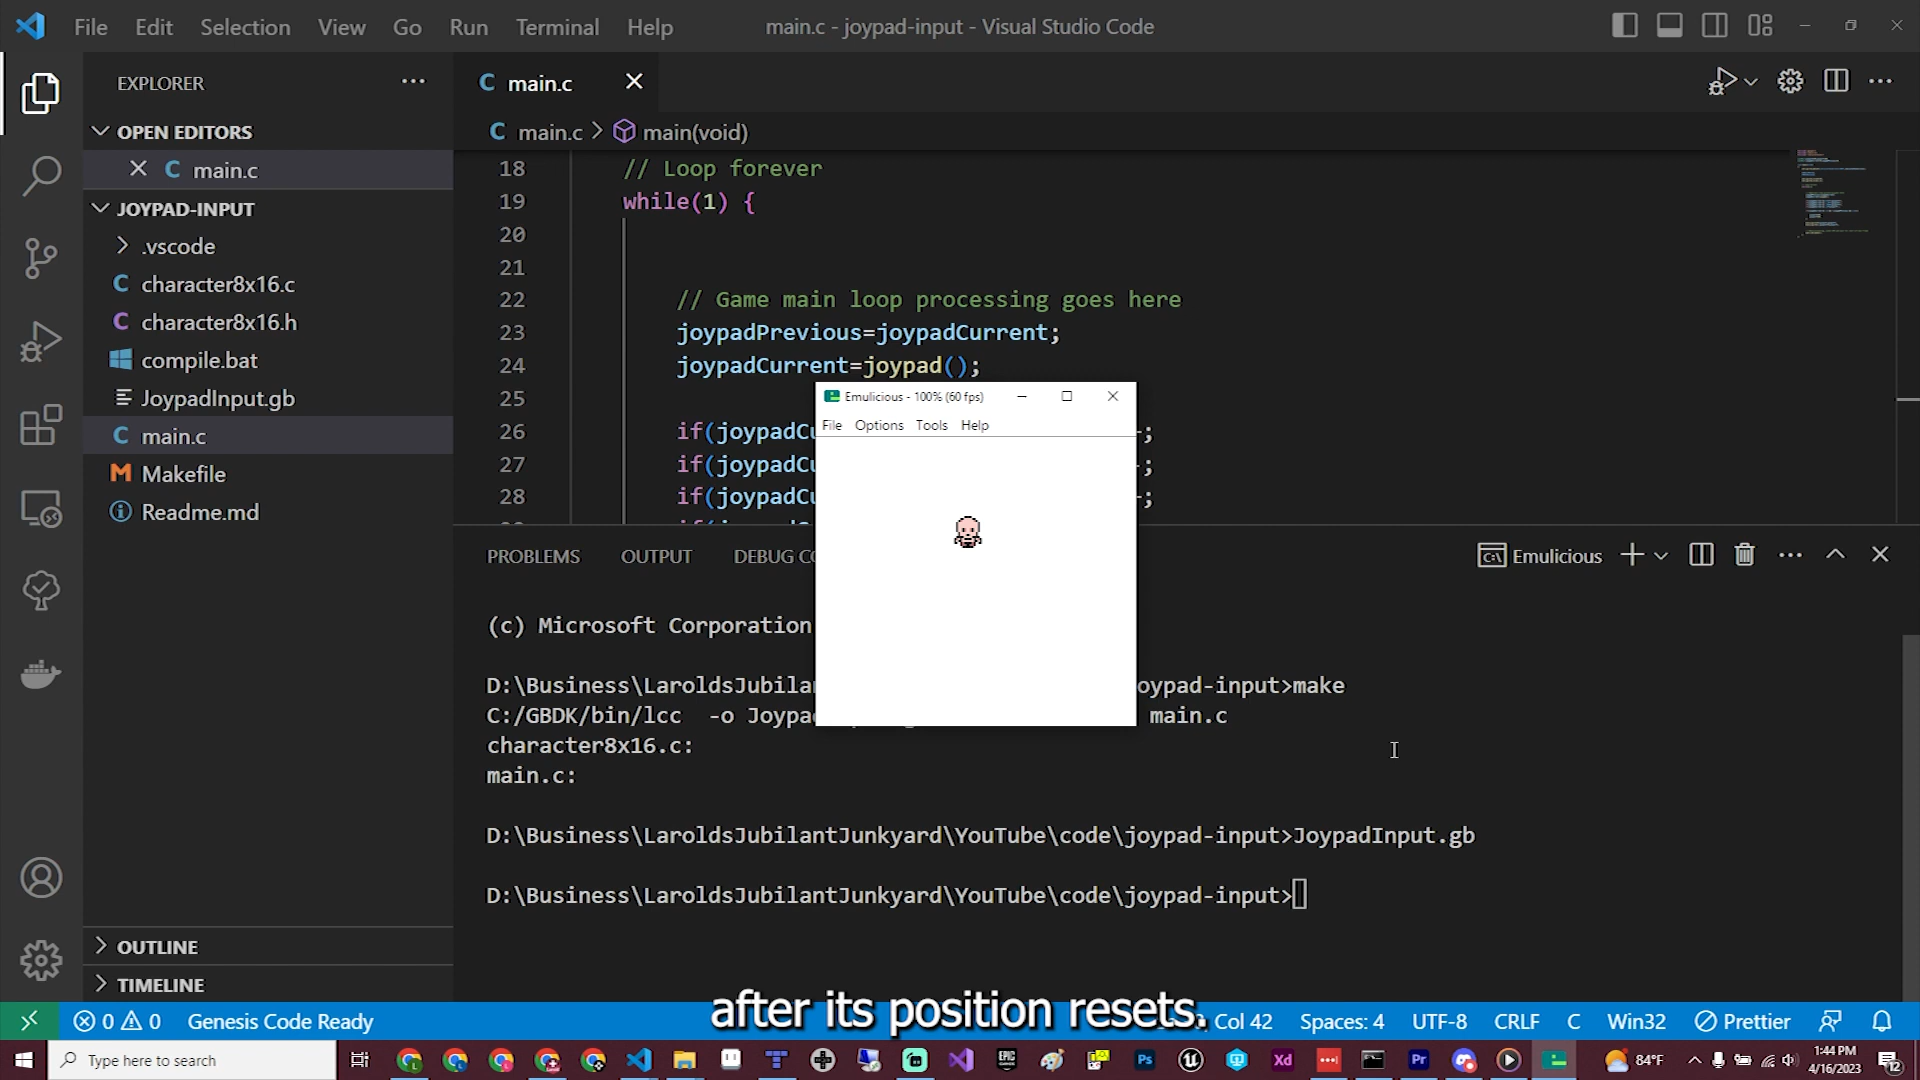 File Edit Selection View Go Run Terminal Help
main.c - joypad-input - Visual Studio Code
EXPLORER
OPEN EDITORS
main.c
JOYPAD-INPUT
.vscode
character8x16.c
character8x16.h
compile.bat
JoypadInput.gb
main.c
Makefile
Readme.md
OUTLINE
TIMELINE
main.c
main.c > main(void)
18 // Loop forever
19 while(1) {
20
21
22 // Game main loop processing goes here
23 joypadPrevious=joypadCurrent;
24 joypadCurrent=joypad();
25
26 if(joypadCu
27 if(joypadCu
28 if(joypadCu
Emulicious - 100% (60 fps)
File Options Tools Help
PROBLEMS OUTPUT DEBUG CO
Emulicious
(c) Microsoft Corporation
D:\Business\LaroldsJubilan oypad-input>make
C:/GBDK/bin/lcc -o Joypa main.c
character8x16.c:
main.c:
D:\Business\LaroldsJubilantJunkyard\YouTube\code\joypad-input>JoypadInput.gb
D:\Business\LaroldsJubilantJunkyard\YouTube\code\joypad-input>
after its position resets.
0 0 Genesis Code Ready
Col 42 Spaces: 4 UTF-8 CRLF C Win32 Prettier
Type here to search
84°F
1:44 PM
4/16/2023
12